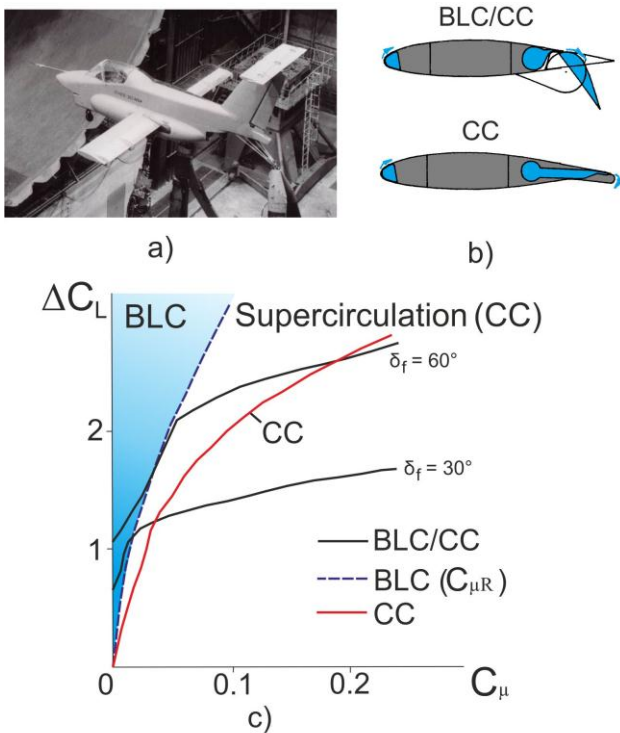 BLC/CC
CC
a)
b)
ΔC_L
BLC
Supercirculation (CC)
δf = 60°
2
CC
δf = 30°
1
BLC/CC
BLC (CμR)
CC
0
0.1
0.2
Cμ
c)